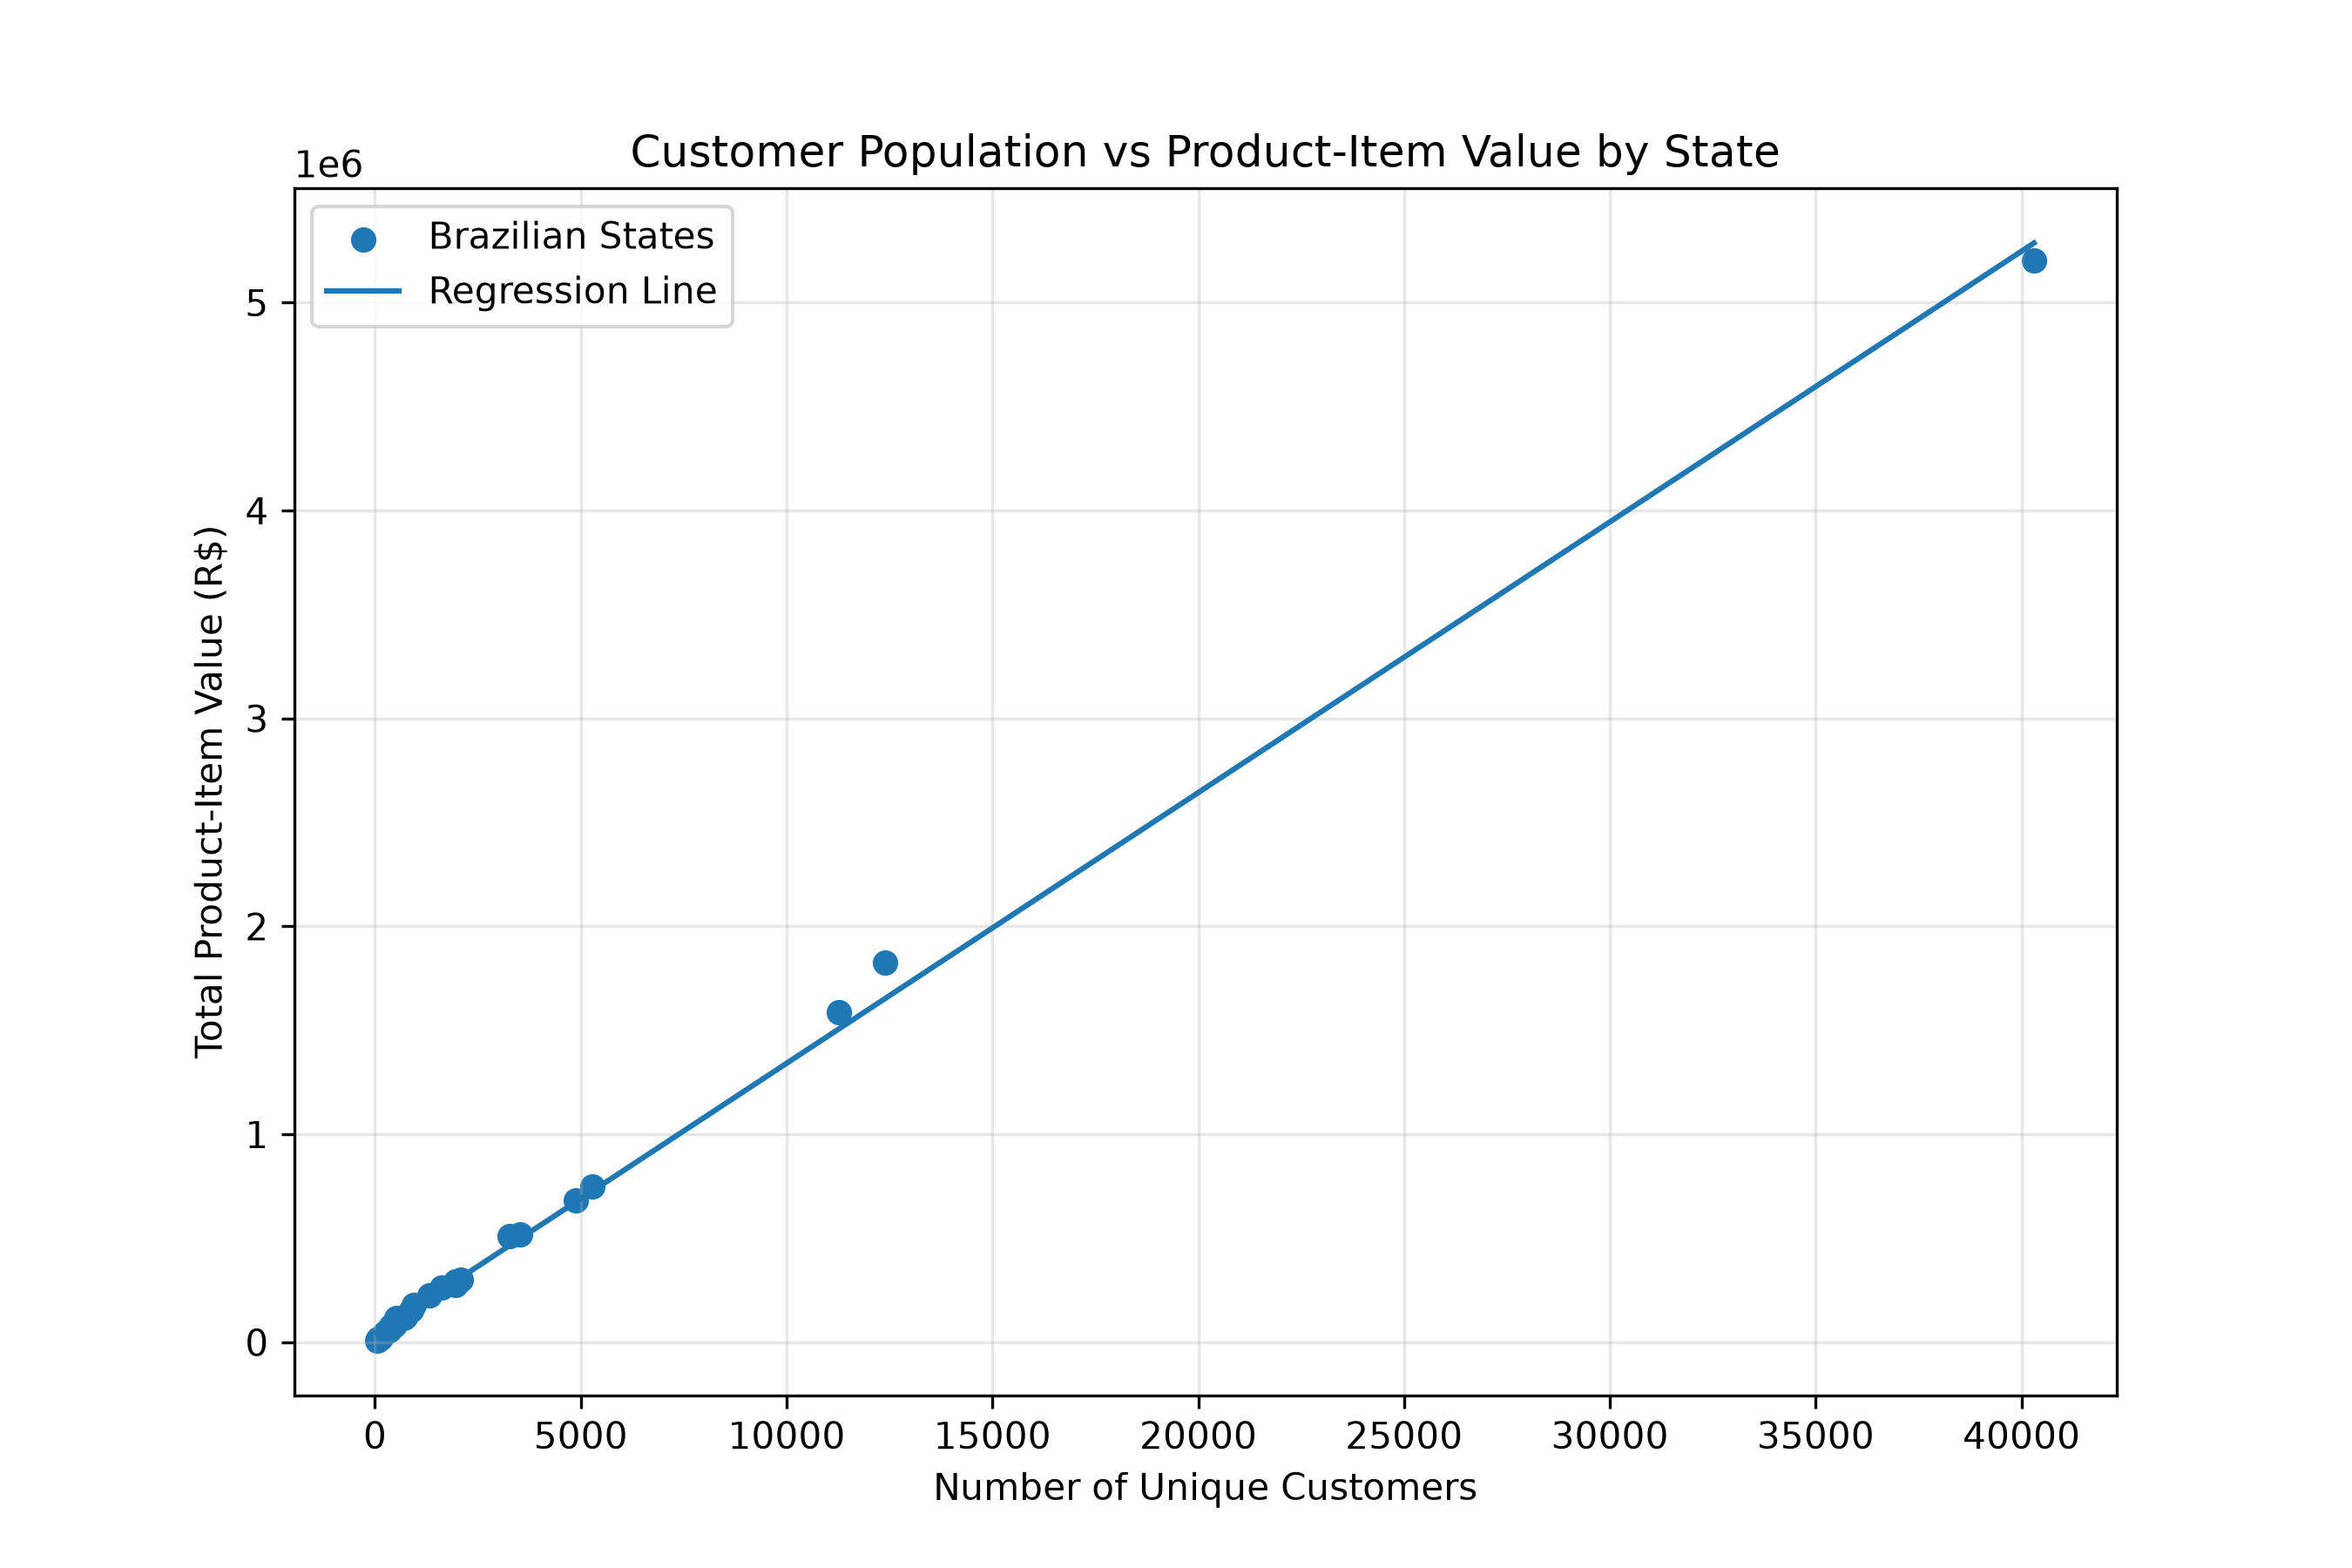 Customer Population vs Product-Item Value by State
1e6
Brazilian States
Regression Line
5
4
3
2
1
0
Total Product-Item Value (R$)
0 5000 10000 15000 20000 25000 30000 35000 40000
Number of Unique Customers